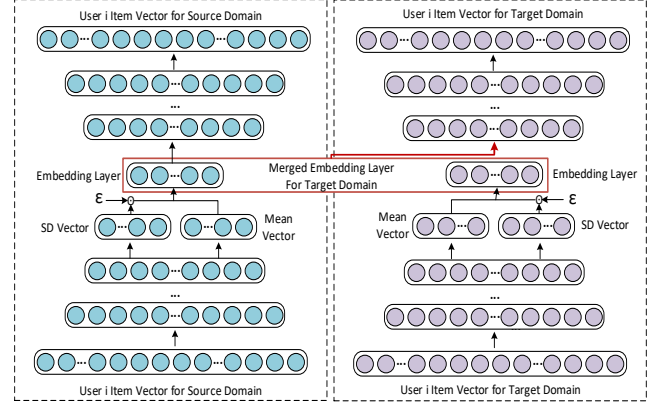 User i Item Vector for Source Domain
User i Item Vector for Target Domain
...
...
Embedding Layer
Merged Embedding Layer
For Target Domain
Embedding Layer
ε
ε
SD Vector
Mean
Vector
Mean
Vector
SD Vector
...
...
User i Item Vector for Source Domain
User i Item Vector for Target Domain